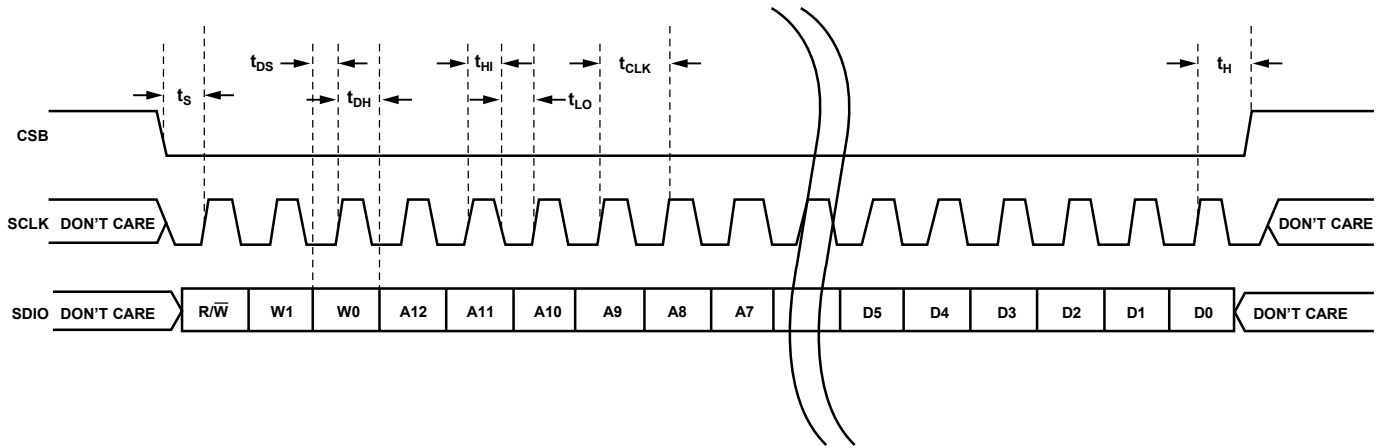 tDS tHI tCLK tH
tS tDH tLO
CSB
SCLK DON'T CARE DON'T CARE
SDIO DON'T CARE R/W̅ W1 W0 A12 A11 A10 A9 A8 A7 D5 D4 D3 D2 D1 D0 DON'T CARE